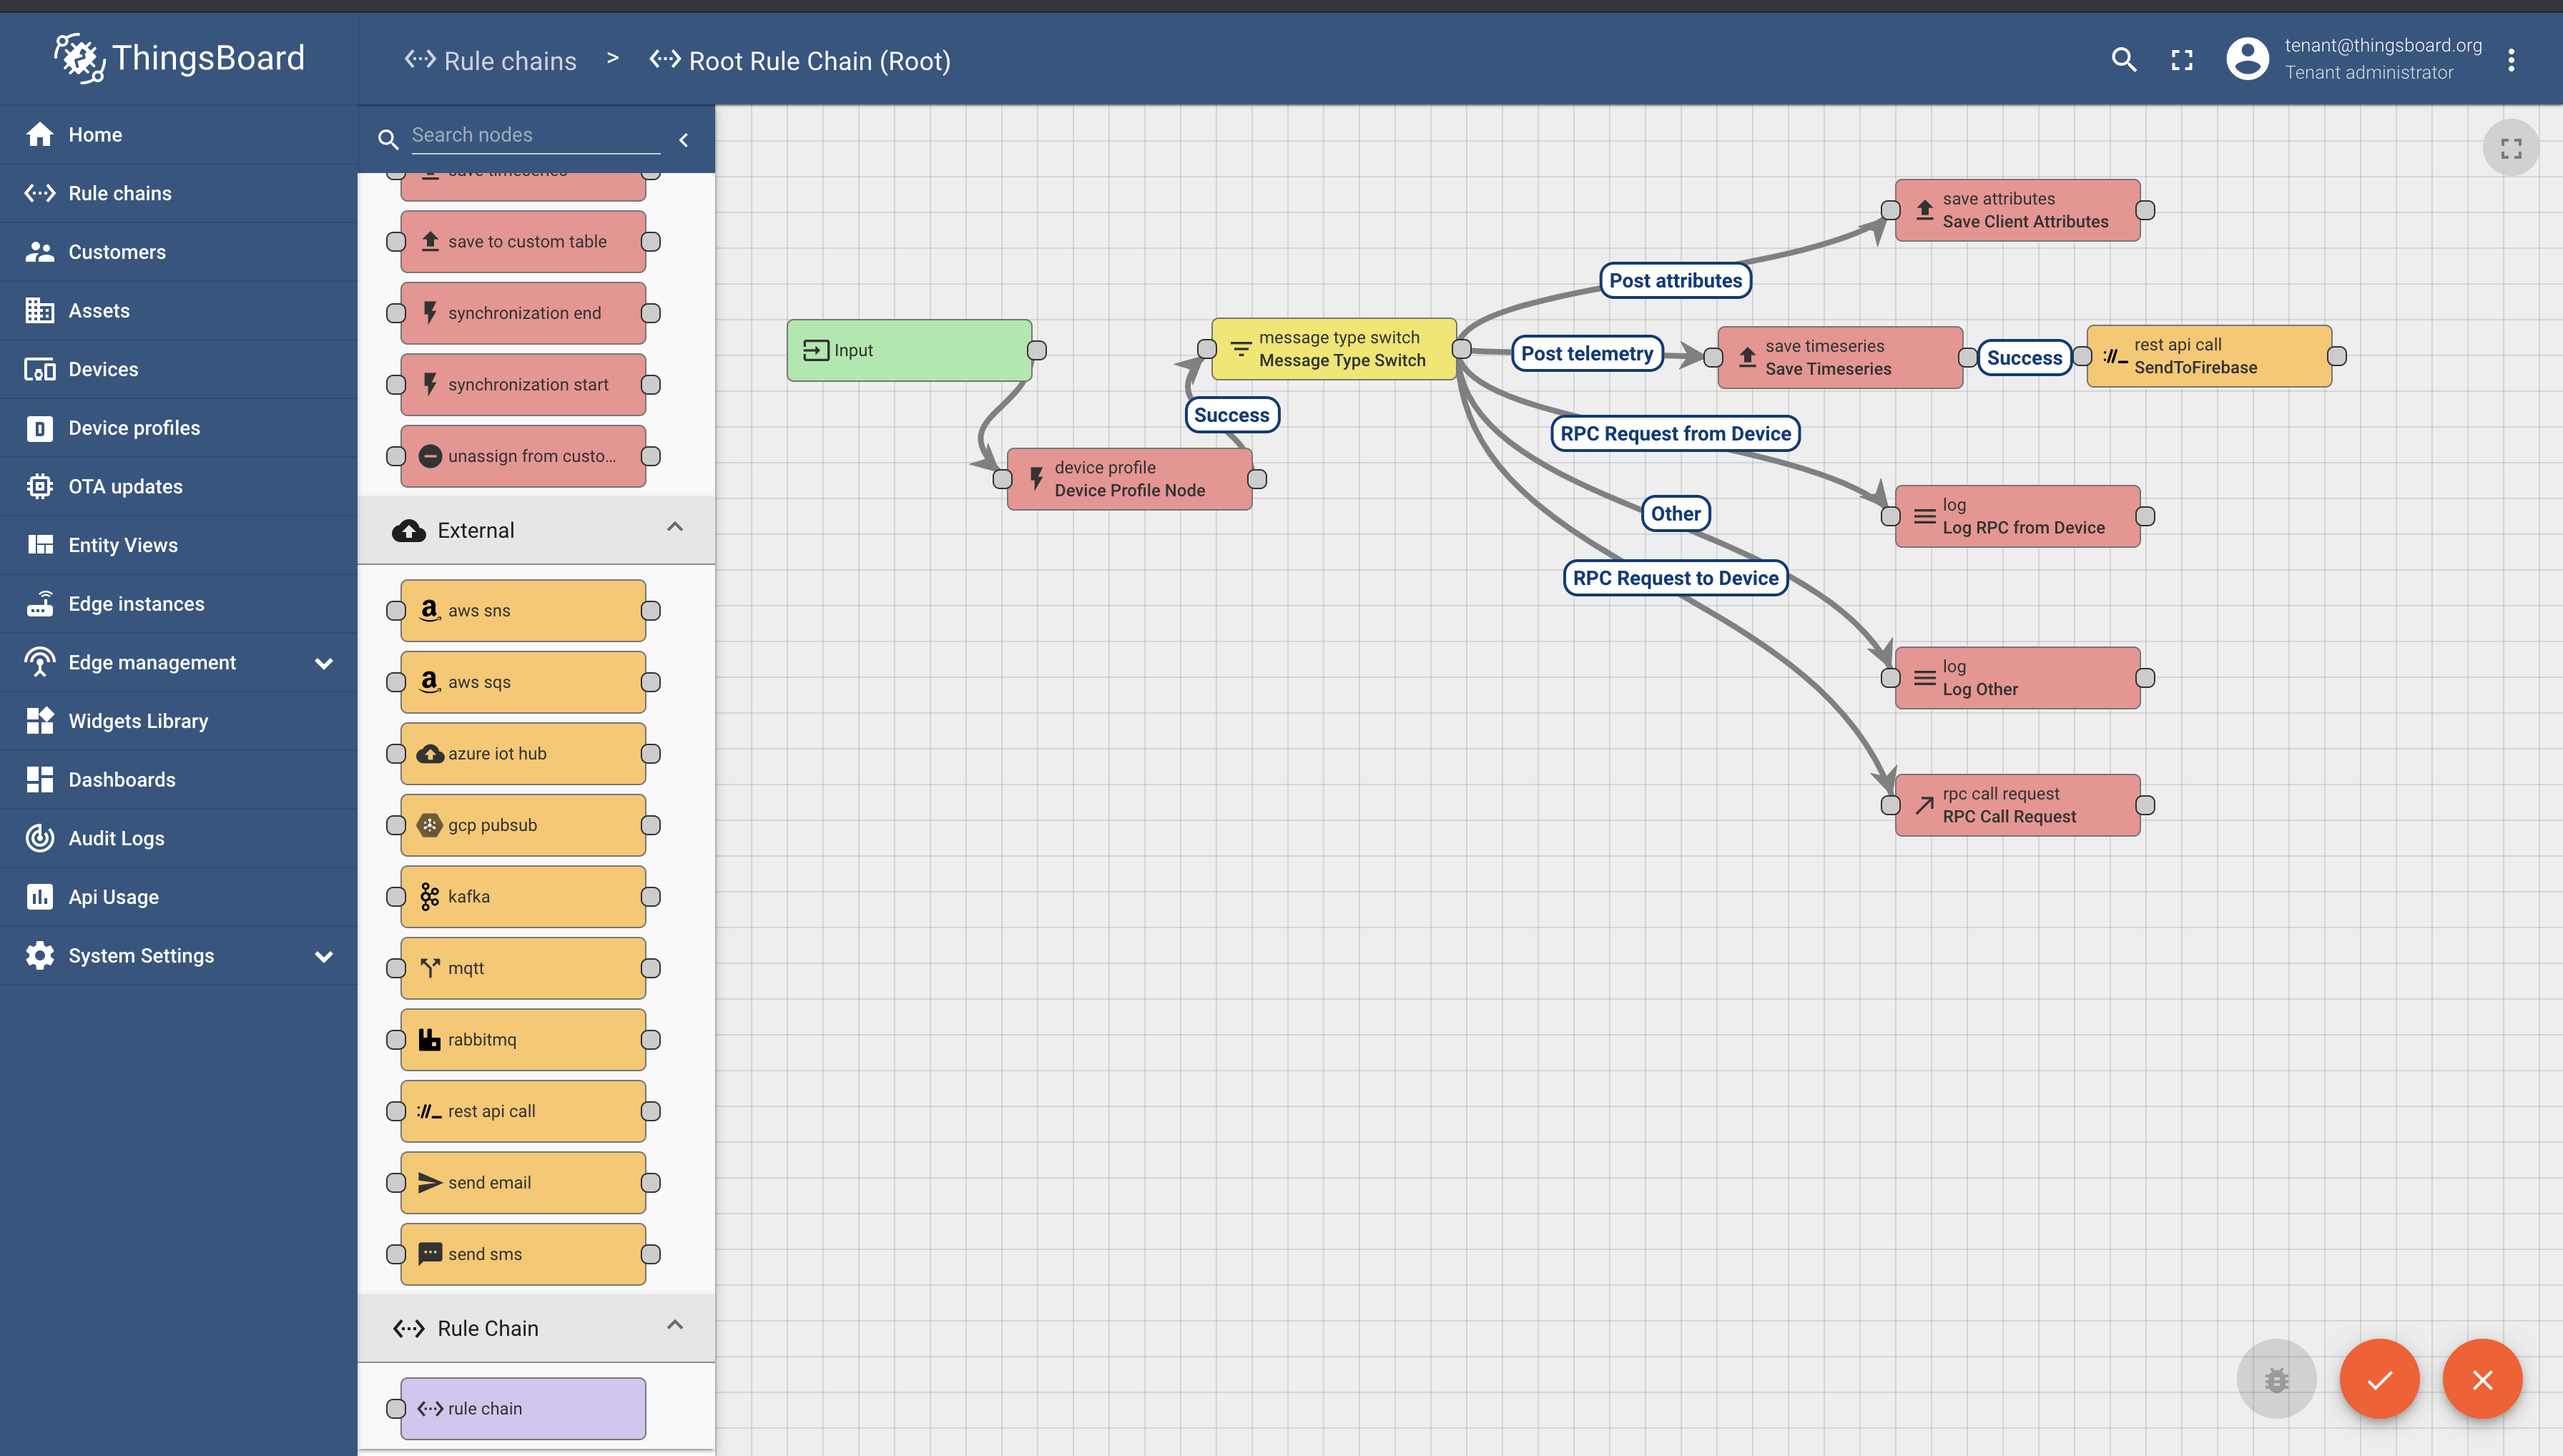 ThingsBoard
Rule chains > Root Rule Chain (Root)
tenant@thingsboard.org
Tenant administrator
Home
Rule chains
Customers
Assets
Devices
Device profiles
OTA updates
Entity Views
Edge instances
Edge management
Widgets Library
Dashboards
Audit Logs
Api Usage
System Settings
Search nodes
save timeseries
save to custom table
synchronization end
synchronization start
unassign from custo...
External
aws sns
aws sqs
azure iot hub
gcp pubsub
kafka
mqtt
rabbitmq
rest api call
send email
send sms
Rule Chain
rule chain
Input
device profile
Device Profile Node
Success
message type switch
Message Type Switch
Post attributes
save attributes
Save Client Attributes
Post telemetry
save timeseries
Save Timeseries
Success
rest api call
SendToFirebase
RPC Request from Device
log
Log RPC from Device
Other
log
Log Other
RPC Request to Device
rpc call request
RPC Call Request